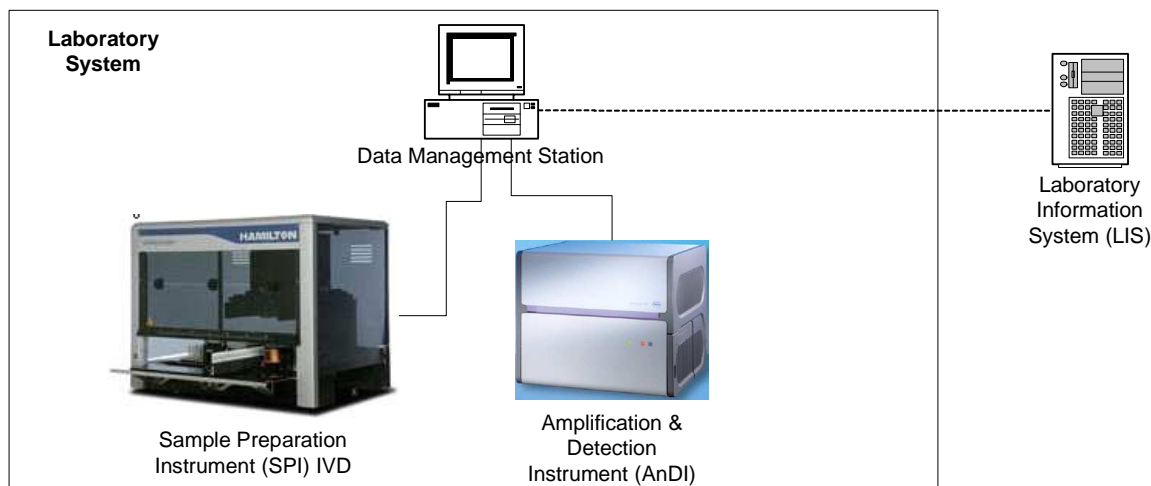 Laboratory
System
Data Management Station
Laboratory
Information
System (LIS)
HAMILTON
Sample Preparation
Instrument (SPI) IVD
Amplification &
Detection
Instrument (AnDI)